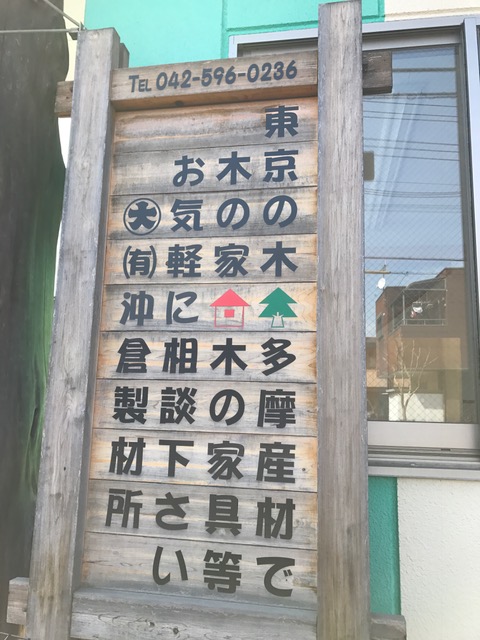 TEL 042-596-0236
東京の木多摩産材で
木の家木の家具等
お気軽に相談下さい
大(有)沖倉製材所